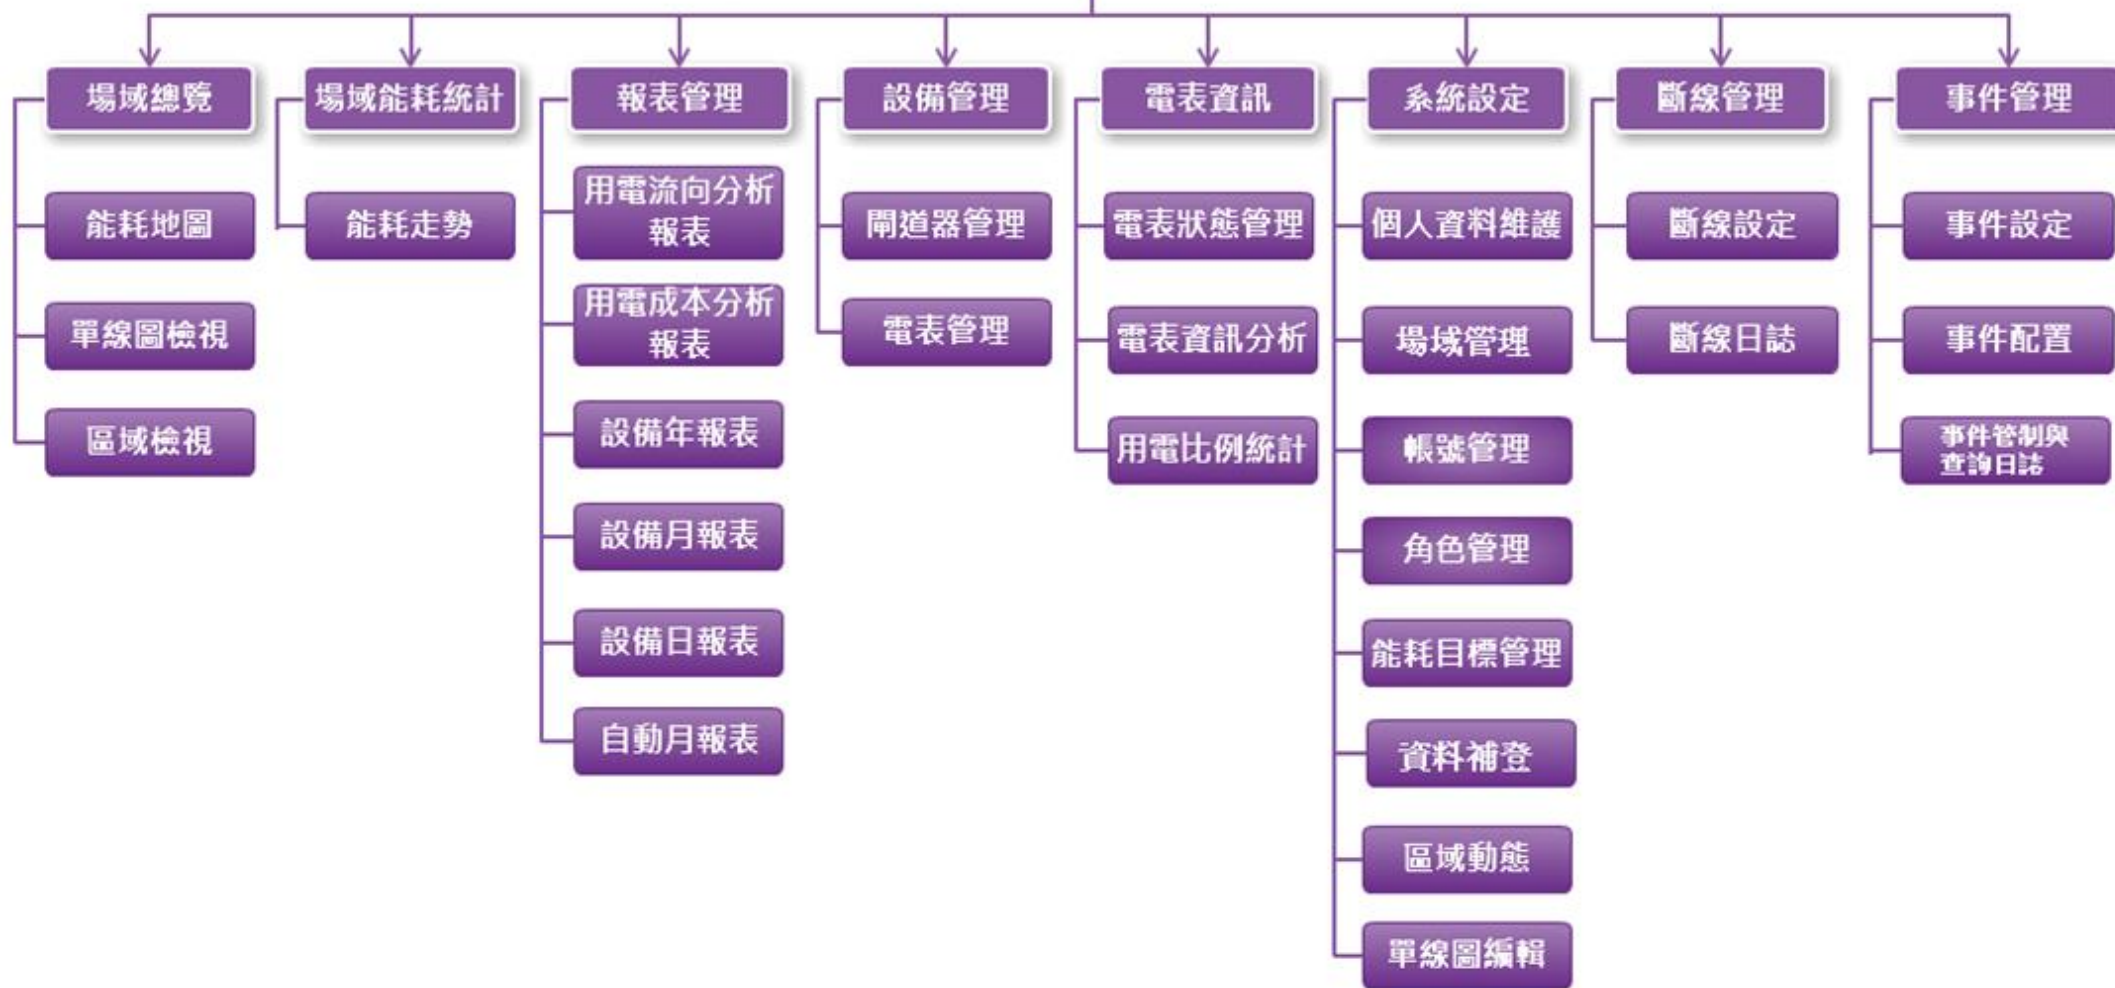 場域總覽
能耗地圖
單線圖檢視
區域檢視
場域能耗統計
能耗走勢
報表管理
用電流向分析
報表
用電成本分析
報表
設備年報表
設備月報表
設備日報表
自動月報表
設備管理
閘道器管理
電表管理
電表資訊
電表狀態管理
電表資訊分析
用電比例統計
系統設定
個人資料維護
場域管理
帳號管理
角色管理
能耗目標管理
資料補登
區域動態
單線圖編輯
斷線管理
斷線設定
斷線日誌
事件管理
事件設定
事件配置
事件管制與
查詢日誌